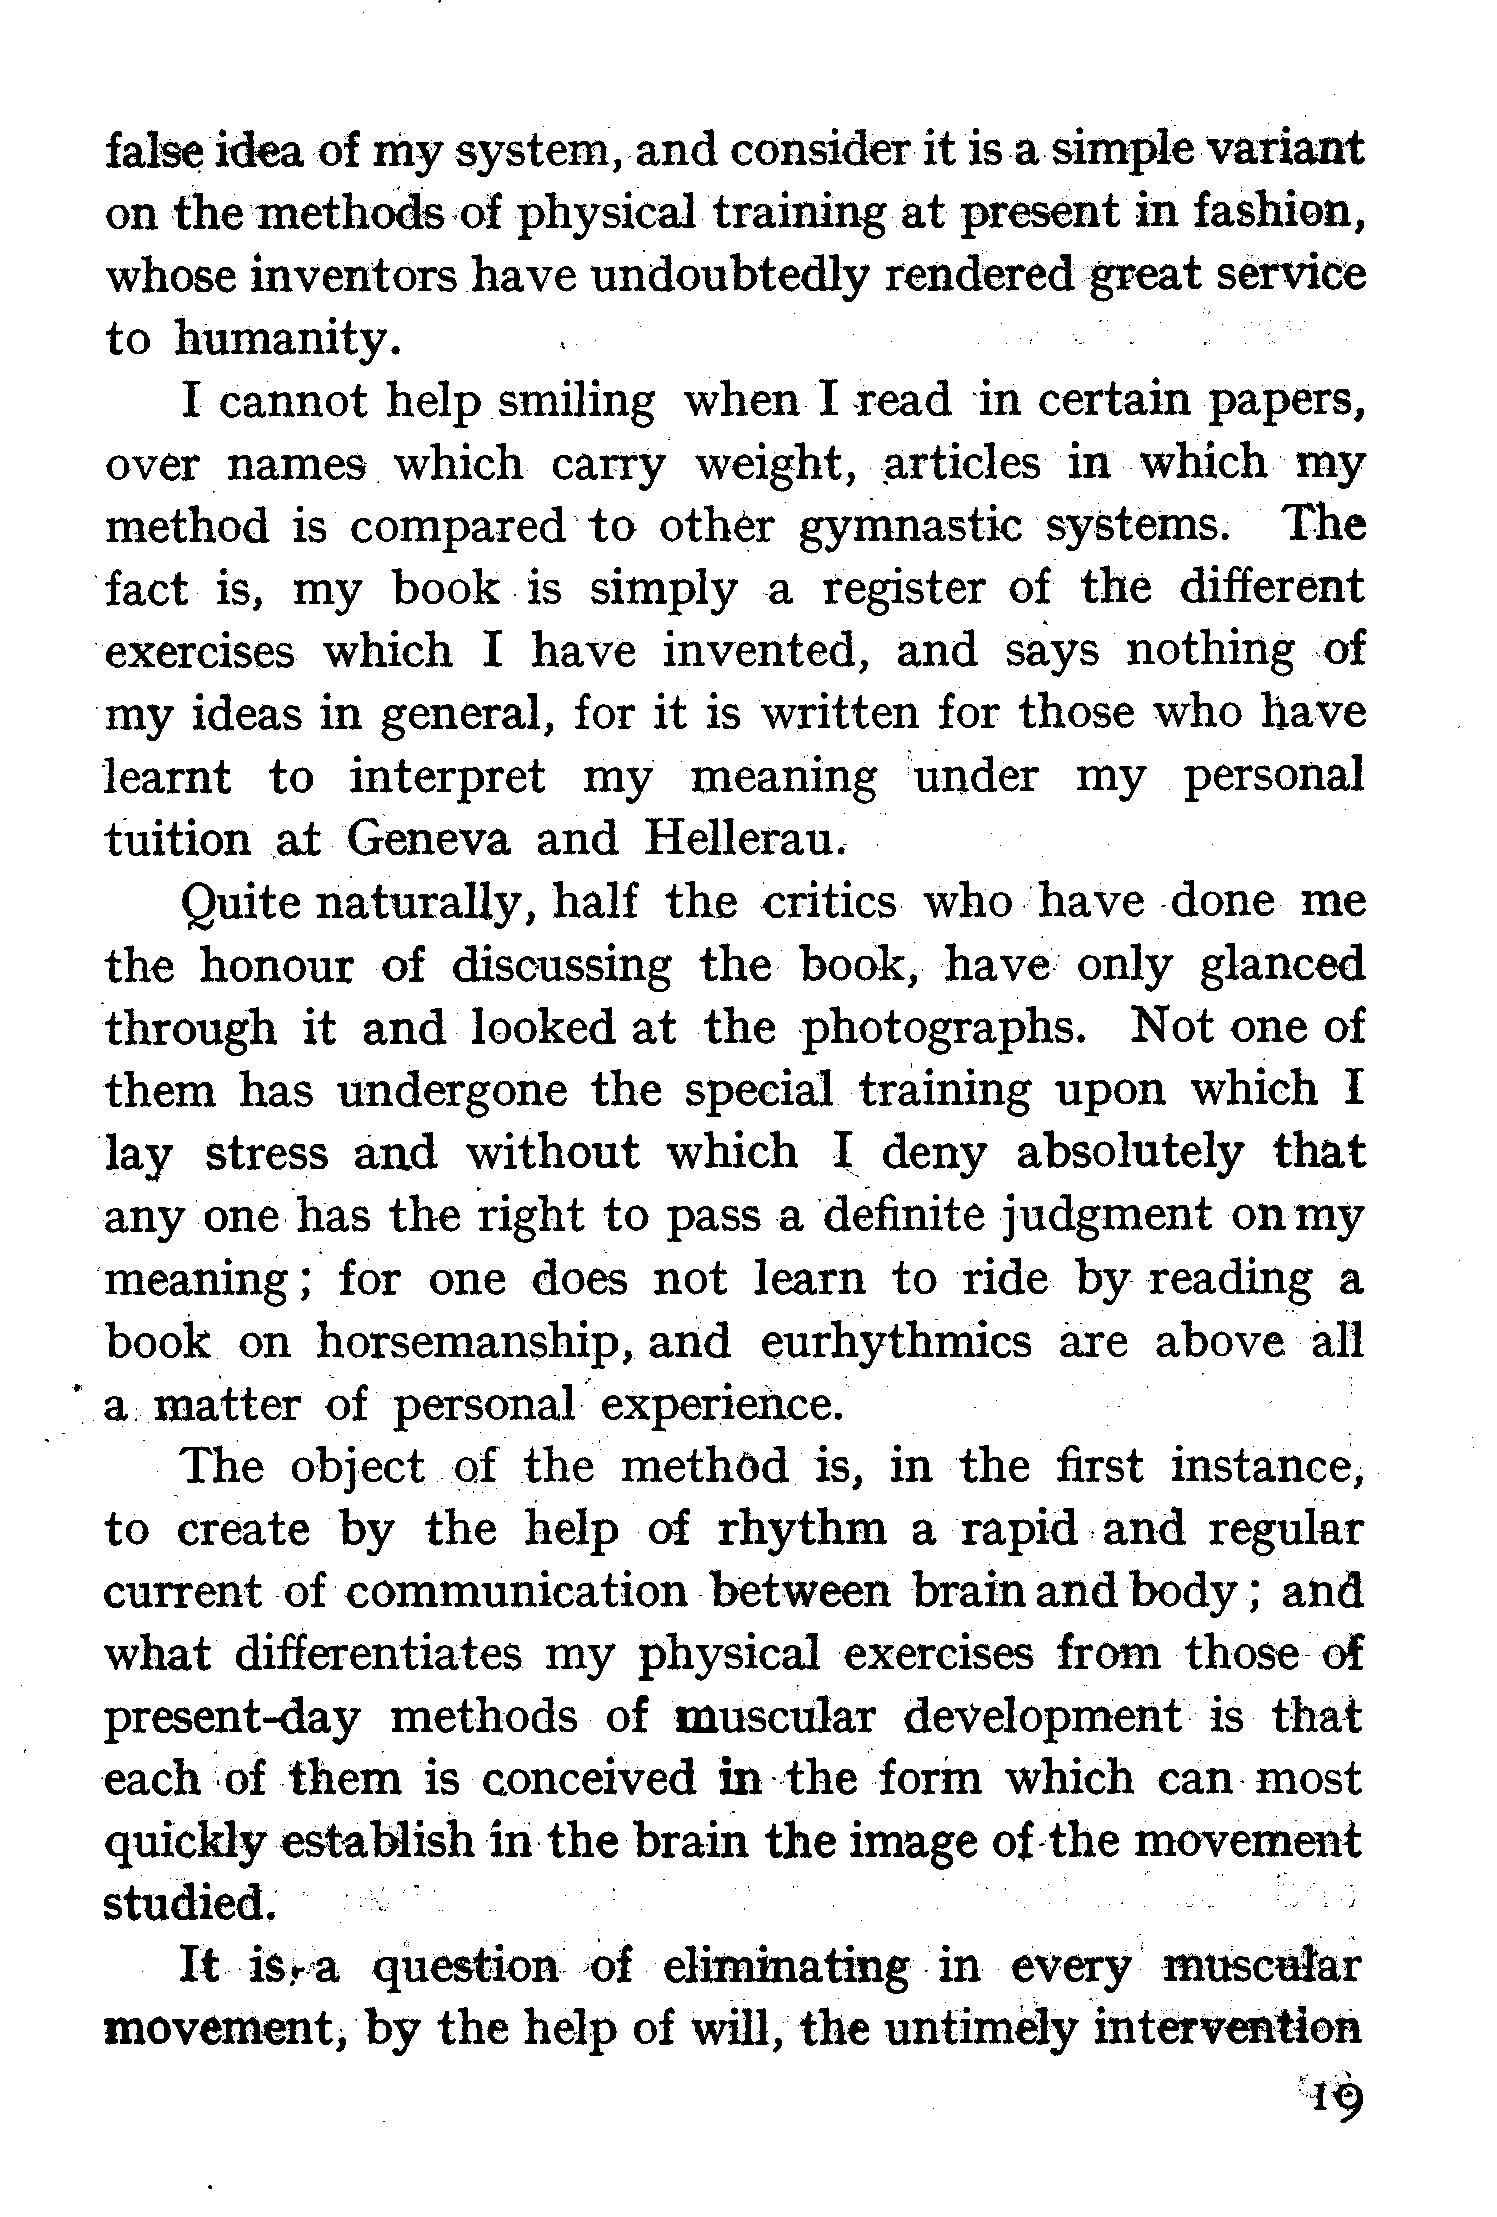 false idea of my system, and consider it is a simple variant
on the methods of physical training at present in fashion,
whose inventors have undoubtedly rendered great service
to humanity.
I cannot help smiling when I read in certain papers,
over names which carry weight, articles in which my
method is compared to other gymnastic systems. The
fact is, my book is simply a register of the different
exercises which I have invented, and says nothing of
my ideas in general, for it is written for those who have
learnt to interpret my meaning under my personal
tuition at Geneva and Hellerau.
Quite naturally, half the critics who have done me
the honour of discussing the book, have only glanced
through it and looked at the photographs. Not one of
them has undergone the special training upon which I
lay stress and without which I deny absolutely that
any one has the right to pass a definite judgment on my
meaning; for one does not learn to ride by reading a
book on horsemanship, and eurhythmics are above all
a matter of personal experience.
The object of the method is, in the first instance,
to create by the help of rhythm a rapid and regular
current of communication between brain and body; and
what differentiates my physical exercises from those of
present-day methods of muscular development is that
each of them is conceived in the form which can most
quickly establish in the brain the image of the movement
studied.
It is a question of eliminating in every muscular
movement, by the help of will, the untimely intervention
19